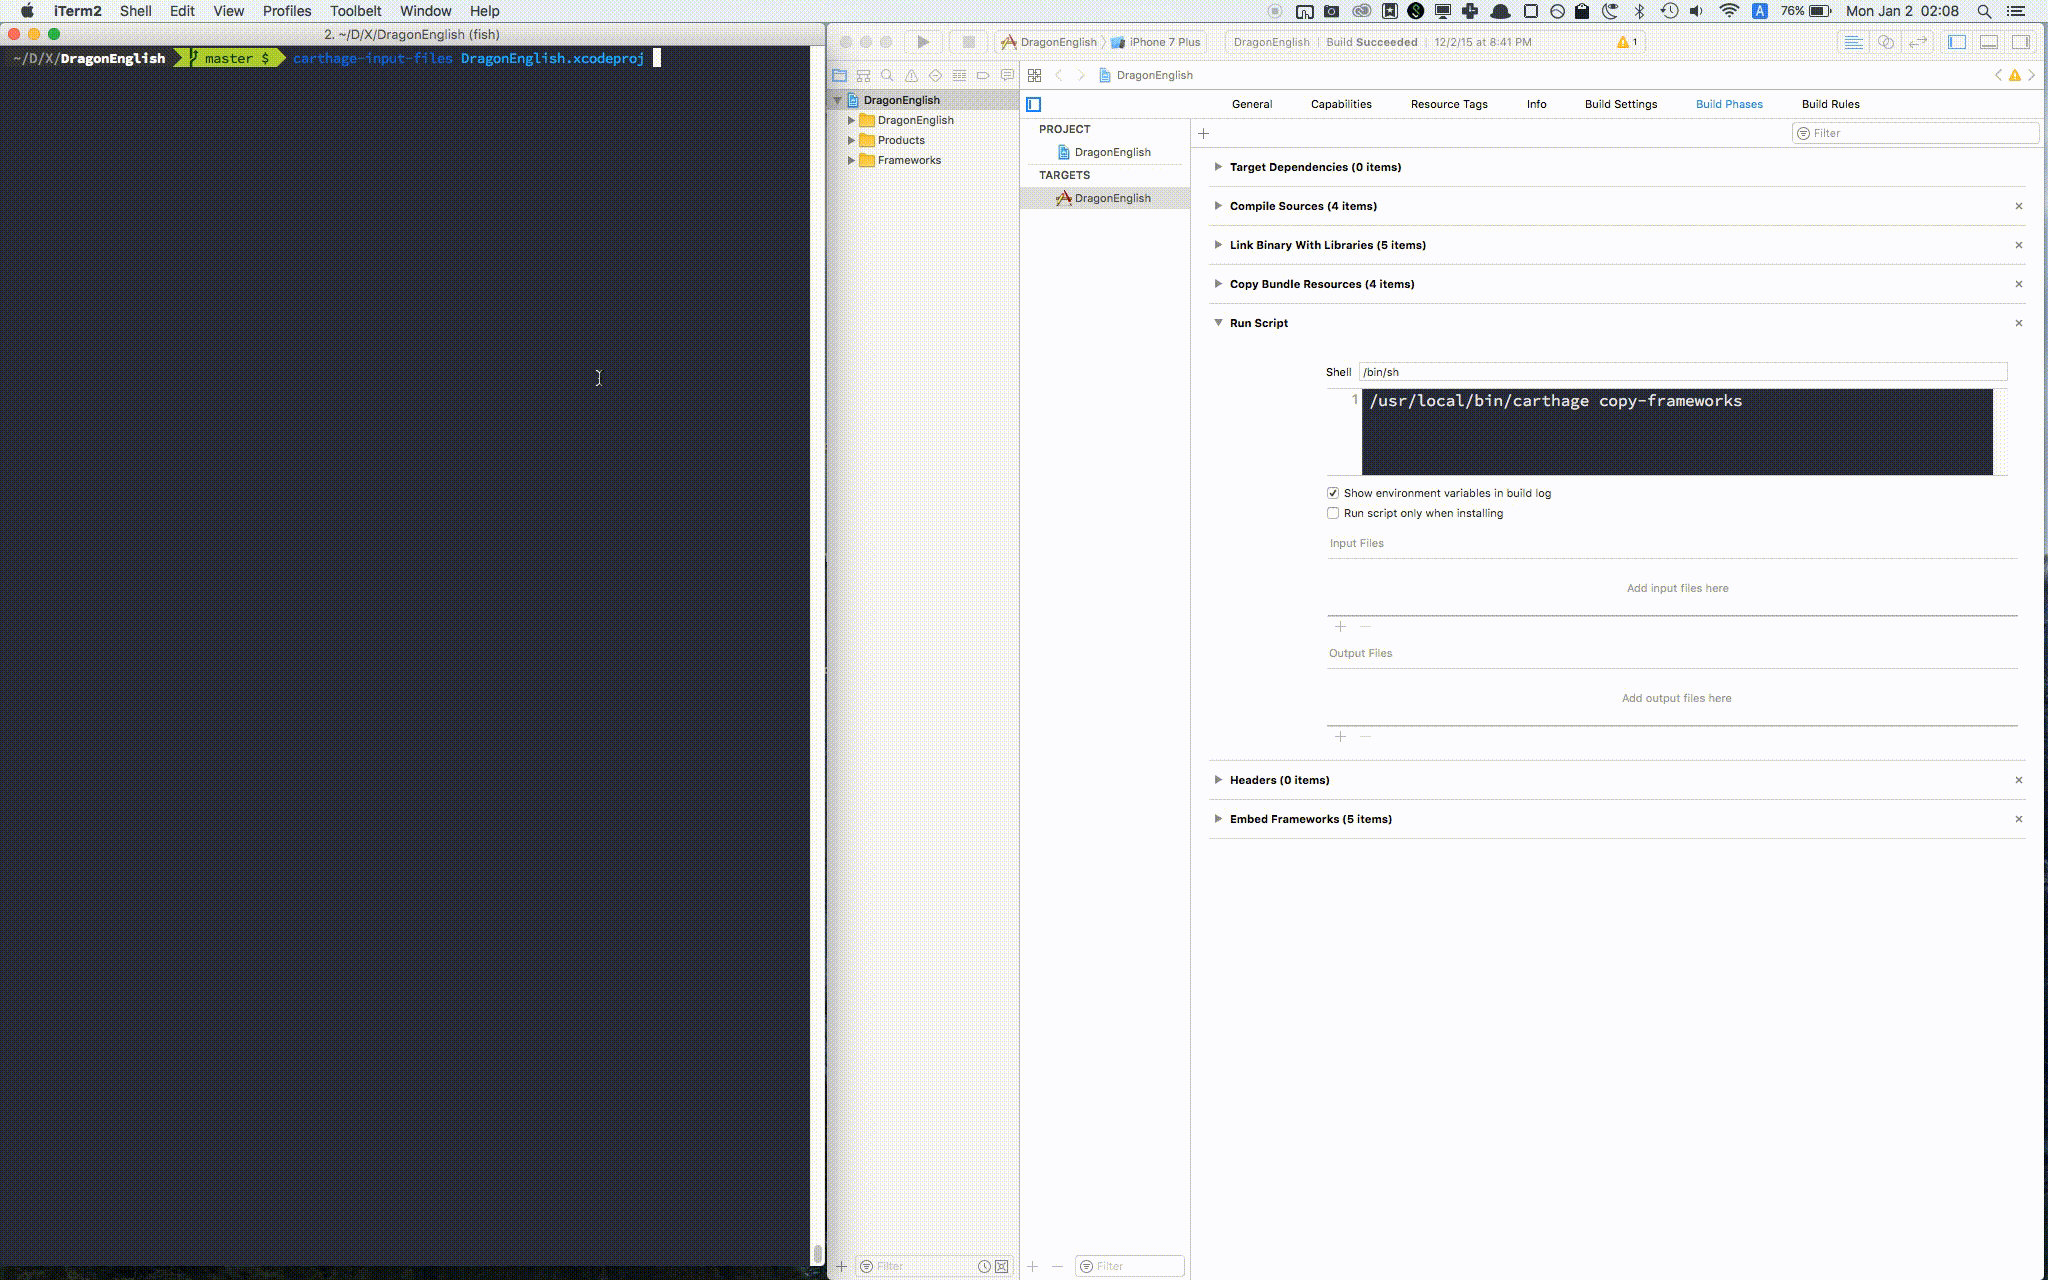 iTerm2 Shell Edit View Profiles Toolbelt Window Help
76% Mon Jan 2 02:08
2. ~/D/X/DragonEnglish (fish)
~/D/X/DragonEnglish master $ carthage-input-files DragonEnglish.xcodeproj
DragonEnglish iPhone 7 Plus
DragonEnglish | Build Succeeded | 12/2/15 at 8:41 PM
1
DragonEnglish
DragonEnglish
DragonEnglish
Products
Frameworks
General Capabilities Resource Tags Info Build Settings Build Phases Build Rules
PROJECT
DragonEnglish
TARGETS
DragonEnglish
Filter
Target Dependencies (0 items)
Compile Sources (4 items)
Link Binary With Libraries (5 items)
Copy Bundle Resources (4 items)
Run Script
Shell /bin/sh
1 /usr/local/bin/carthage copy-frameworks
Show environment variables in build log
Run script only when installing
Input Files
Add input files here
Output Files
Add output files here
Headers (0 items)
Embed Frameworks (5 items)
Filter
Filter